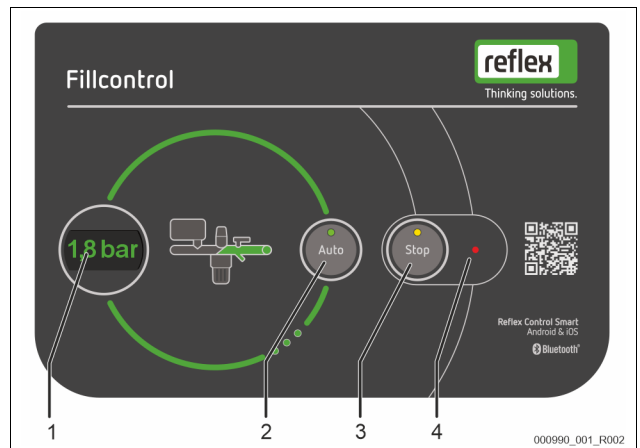 Fillcontrol
reflex
Thinking solutions.
1,8 bar
Auto
Stop
Reflex Control Smart
Android & iOS
Bluetooth®
1
2
3
4
000990_001_R002